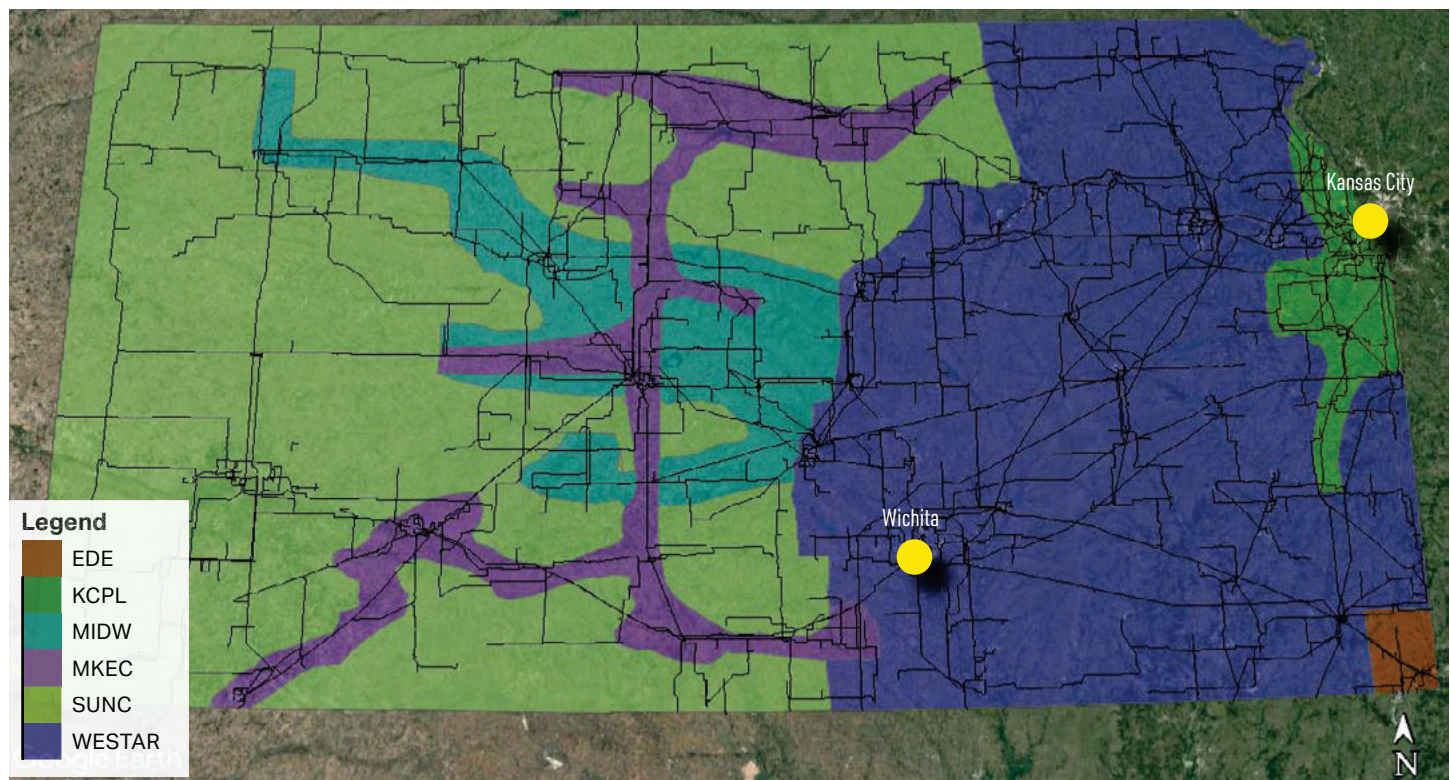 Kansas City
Wichita
Legend
EDE
KCPL
MIDW
MKEC
SUNC
WESTAR
Google Earth
N